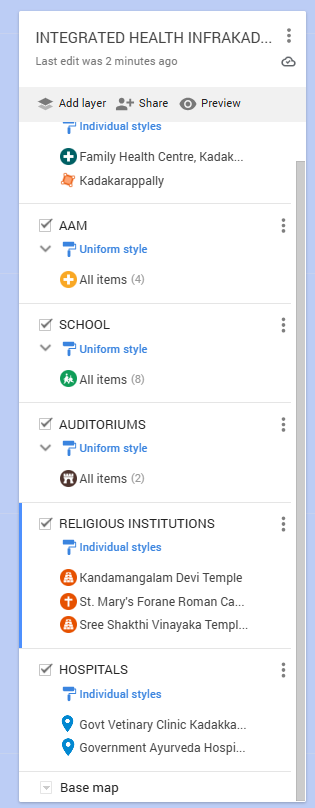 INTEGRATED HEALTH INFRAKAD...
Last edit was 2 minutes ago
Add layer Share Preview
Individual styles
Family Health Centre, Kadak...
Kadakarappally
AAM
Uniform style
All items (4)
SCHOOL
Uniform style
All items (8)
AUDITORIUMS
Uniform style
All items (2)
RELIGIOUS INSTITUTIONS
Individual styles
Kandamangalam Devi Temple
St. Mary's Forane Roman Ca...
Sree Shakthi Vinayaka Templ...
HOSPITALS
Individual styles
Govt Vetinary Clinic Kadakka...
Government Ayurveda Hospi...
Base map